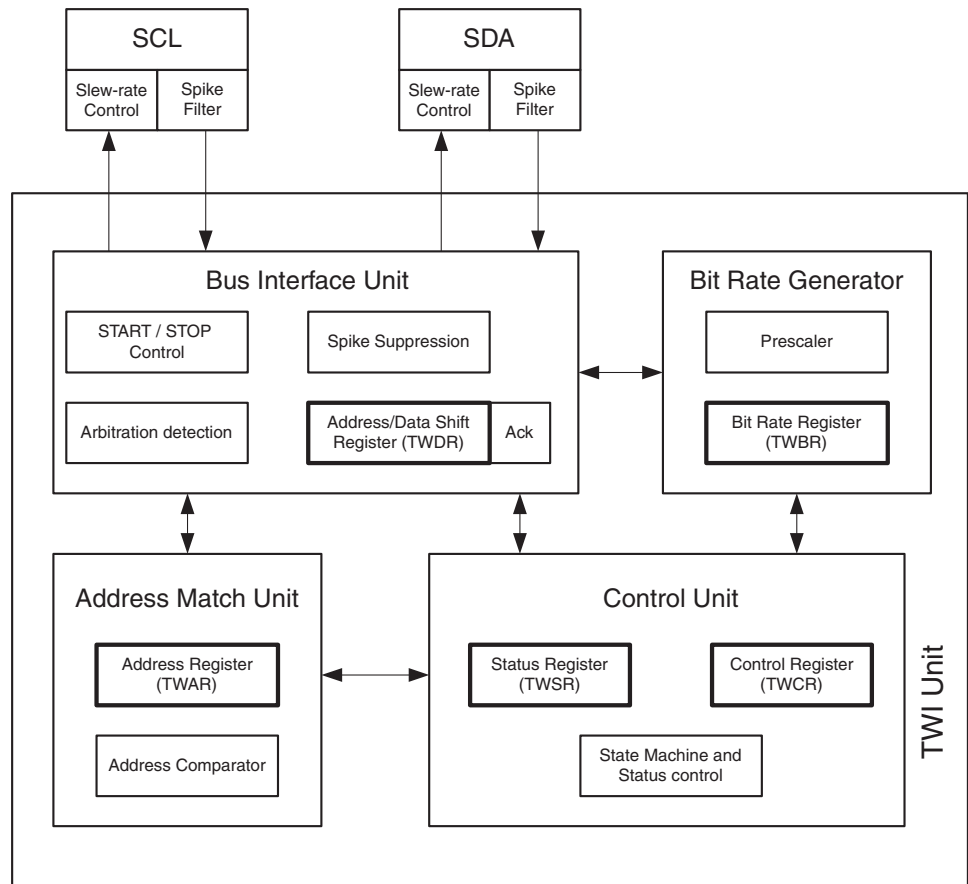 SCL
Slew-rate
Control
Spike
Filter
SDA
Slew-rate
Control
Spike
Filter
Bus Interface Unit
START / STOP
Control
Spike Suppression
Arbitration detection
Address/Data Shift
Register (TWDR)
Ack
Bit Rate Generator
Prescaler
Bit Rate Register
(TWBR)
Address Match Unit
Address Register
(TWAR)
Address Comparator
Control Unit
Status Register
(TWSR)
Control Register
(TWCR)
State Machine and
Status control
TWI Unit